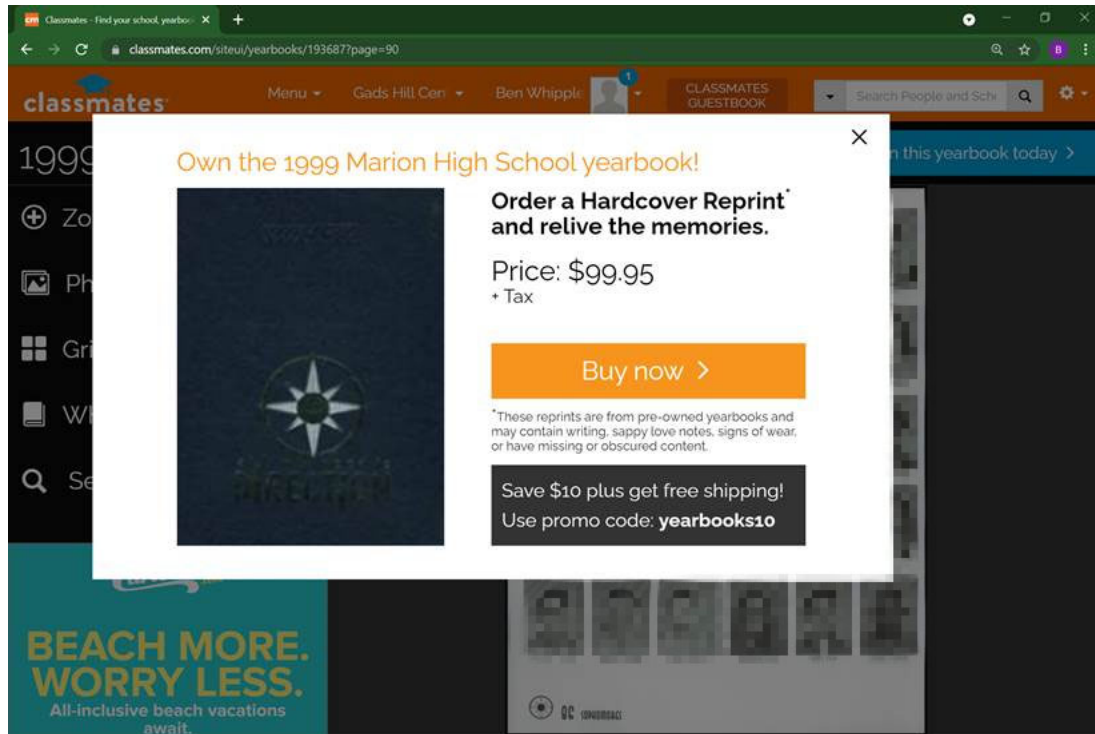 Classmates - Find your school, yearboo
classmates.com/siteui/yearbooks/193687?page=90
B
classmates
Menu
Gads Hill Cen
Ben Whipple
1
CLASSMATES
GUESTBOOK
Search People and Sch
1999
n this yearbook today >
Own the 1999 Marion High School yearbook!
Zo
Ph
Gri
Wh
Se
DIRECTION
Order a Hardcover Reprint*
and relive the memories.
Price: $99.95
+ Tax
Buy now >
*These reprints are from pre-owned yearbooks and
may contain writing, sappy love notes, signs of wear,
or have missing or obscured content.
Save $10 plus get free shipping!
Use promo code: yearbooks10
BEACH MORE.
WORRY LESS.
All-inclusive beach vacations
await.